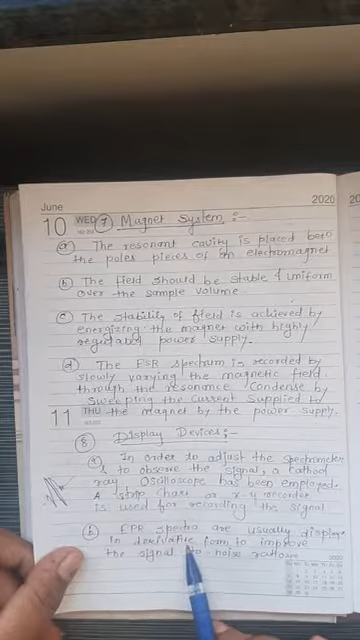 June 2020
10 WED ⑦ Magnet System :-
ⓐ The resonant cavity is placed betn
the poles pieces of an electromagnet
ⓑ The field should be stable & uniform
over the sample volume
ⓒ The stability of field is achieved by
energizing the magnet with highly
regulated power supply.
ⓓ The ESR spectrum is recorded by
slowly varying the magnetic field
through the resonance Condense by
sweeping the current supplied to
11 THU the magnet by the power supply.
⑧ Display Devices :-
ⓐ In order to adjust the spectrometer
& to observe the signal, a cathod
ray Oscilloscope has been employed.
A strip chart or x-y recorder
is used for recording the signal
ⓑ EPR spectra are usually display
in derivative form to improve
the signal to noise
2020